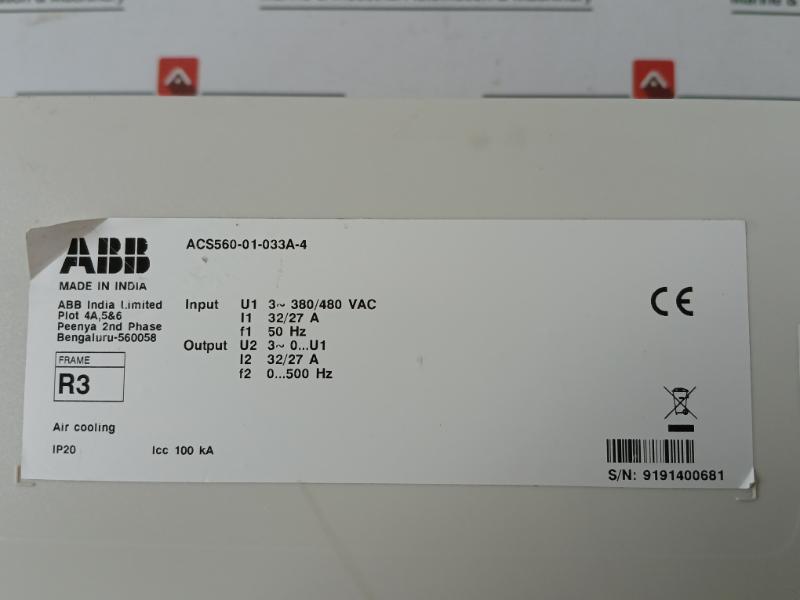 ABB
MADE IN INDIA
ABB India Limited
Plot 4A,5&6
Peenya 2nd Phase
Bengaluru-560058
FRAME
R3
Air cooling
IP20
Icc 100 kA
ACS560-01-033A-4
Input U1 3~ 380/480 VAC
I1 32/27 A
f1 50 Hz
Output U2 3~ 0...U1
I2 32/27 A
f2 0...500 Hz
CE
S/N: 9191400681